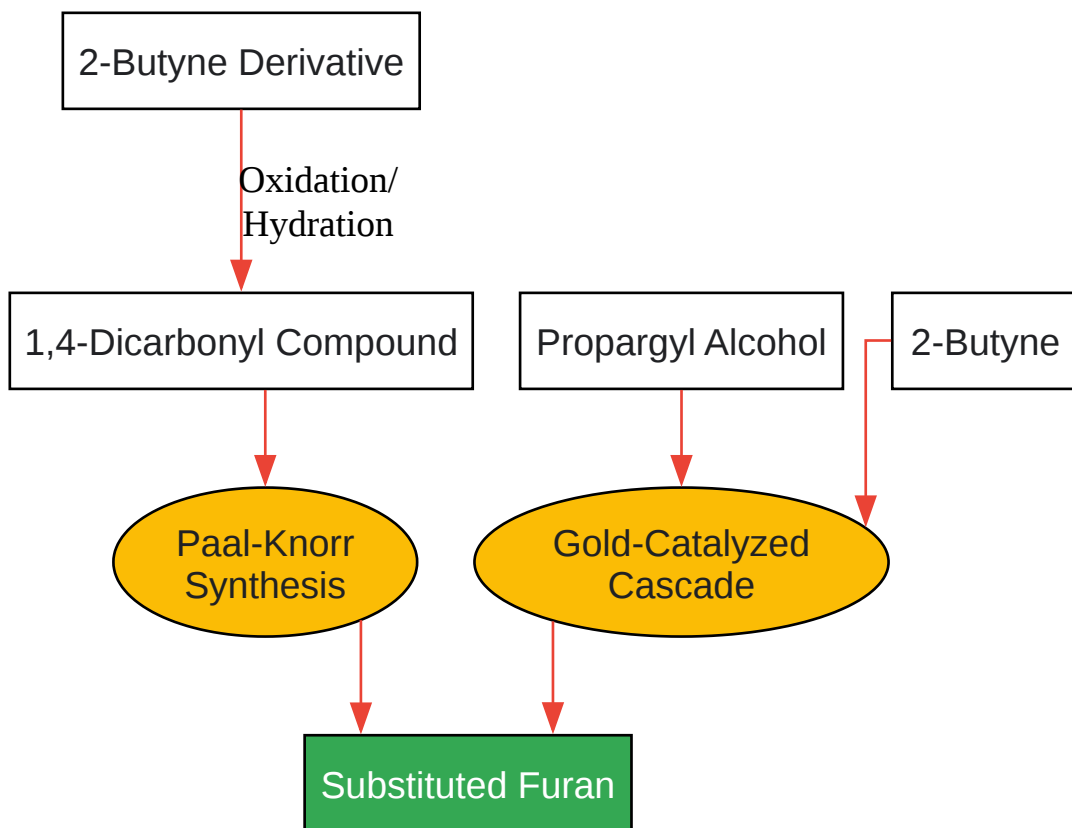 2-Butyne Derivative
Oxidation/
Hydration
1,4-Dicarbonyl Compound
Propargyl Alcohol
2-Butyne
Paal-Knorr
Synthesis
Gold-Catalyzed
Cascade
Substituted Furan